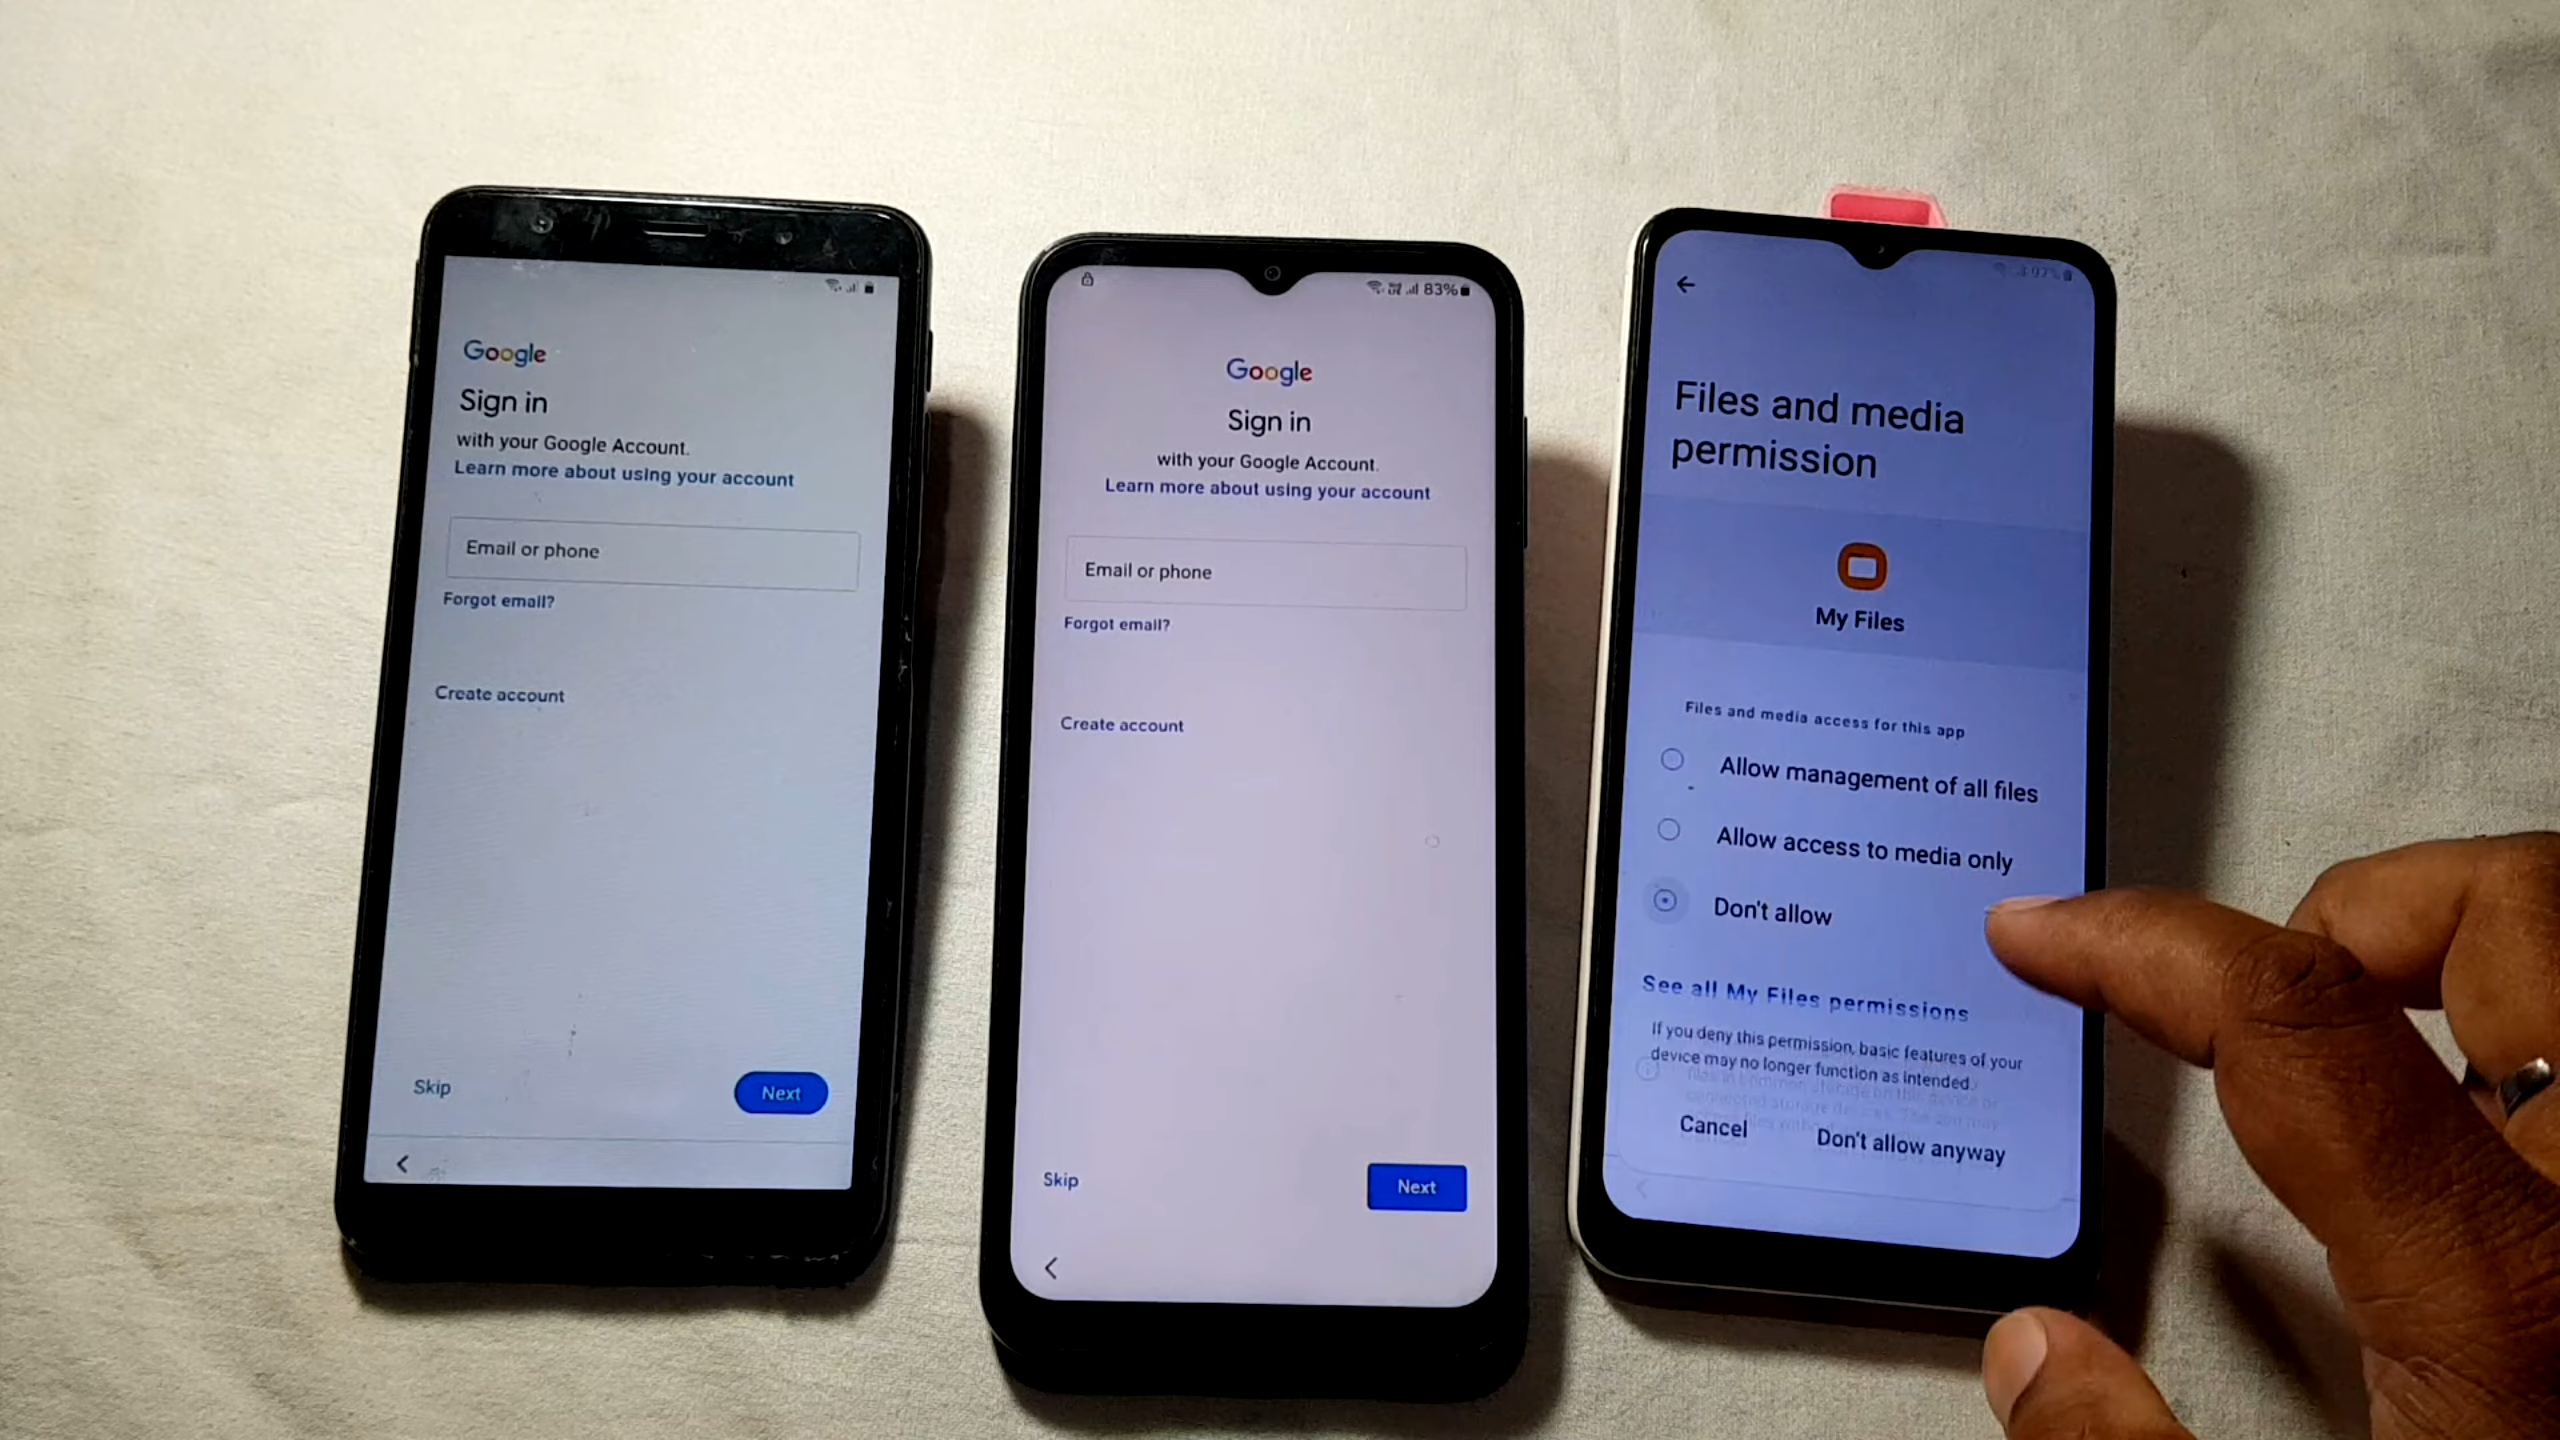 Google
Sign in
with your Google Account.
Learn more about using your account
Email or phone
Forgot email?
Create account
Skip
Next
83%
Google
Sign in
with your Google Account.
Learn more about using your account
Email or phone
Forgot email?
Create account
Skip
Next
Files and media
permission
My Files
Files and media access for this app
Allow management of all files
Allow access to media only
Don't allow
See all My Files permissions
If you deny this permission, basic features of your
device may no longer function as intended.
Cancel
Don't allow anyway